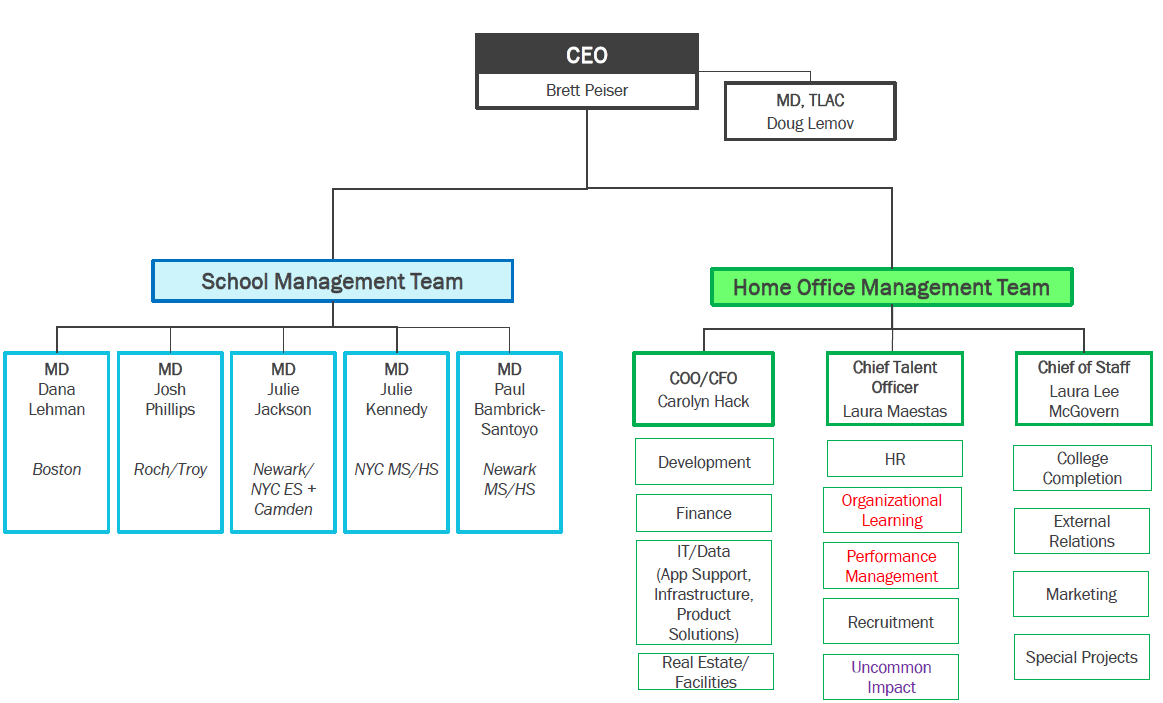 CEO
Brett Peiser
MD, TLAC
Doug Lemov
School Management Team
Home Office Management Team
MD
Dana
Lehman
Boston
MD
Josh
Phillips
Roch/Troy
MD
Julie
Jackson
Newark/
NYC ES +
Camden
MD
Julie
Kennedy
NYC MS/HS
MD
Paul
Bambrick-
Santoyo
Newark
MS/HS
COO/CFO
Carolyn Hack
Development
Finance
IT/Data
(App Support,
Infrastructure,
Product
Solutions)
Real Estate/
Facilities
Chief Talent
Officer
Laura Maestas
HR
Organizational
Learning
Performance
Management
Recruitment
Uncommon
Impact
Chief of Staff
Laura Lee
McGovern
College
Completion
External
Relations
Marketing
Special Projects